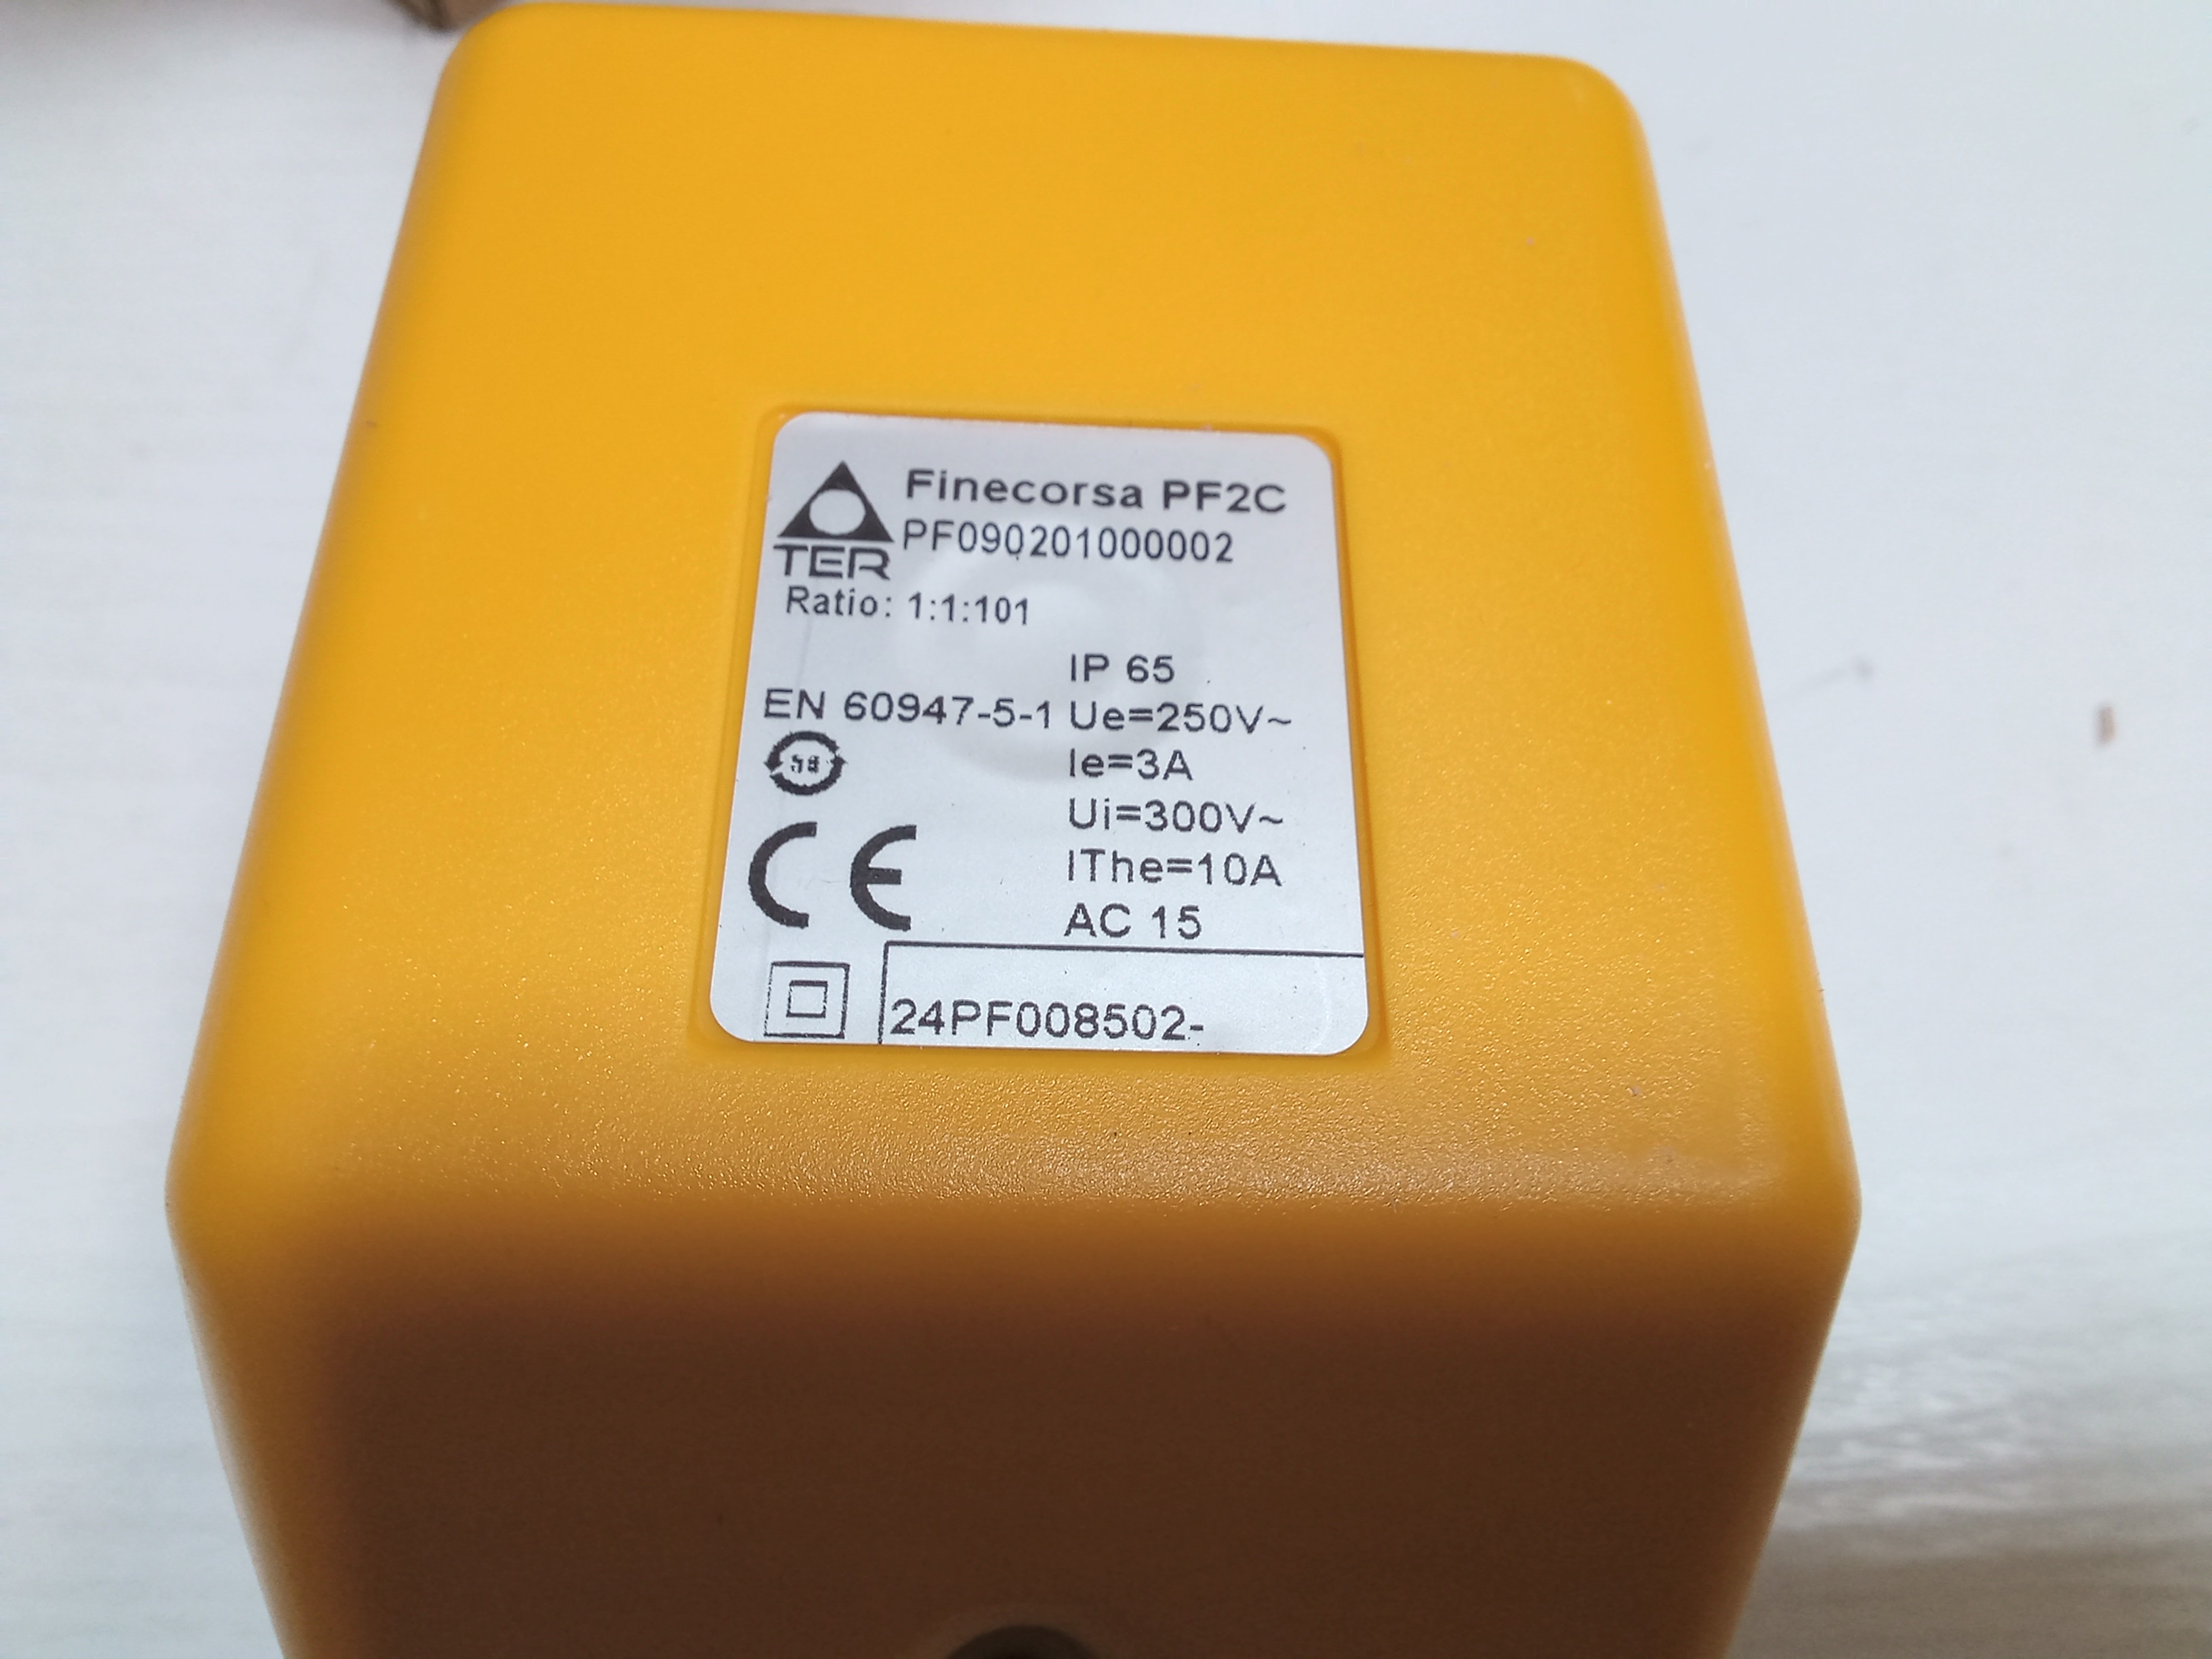 Finecorsa PF2C
PF090201000002
TER
Ratio: 1:1:101
IP 65
EN 60947-5-1 Ue=250V~
Ie=3A
Ui=300V~
CE
IThe=10A
AC 15
24PF008502-